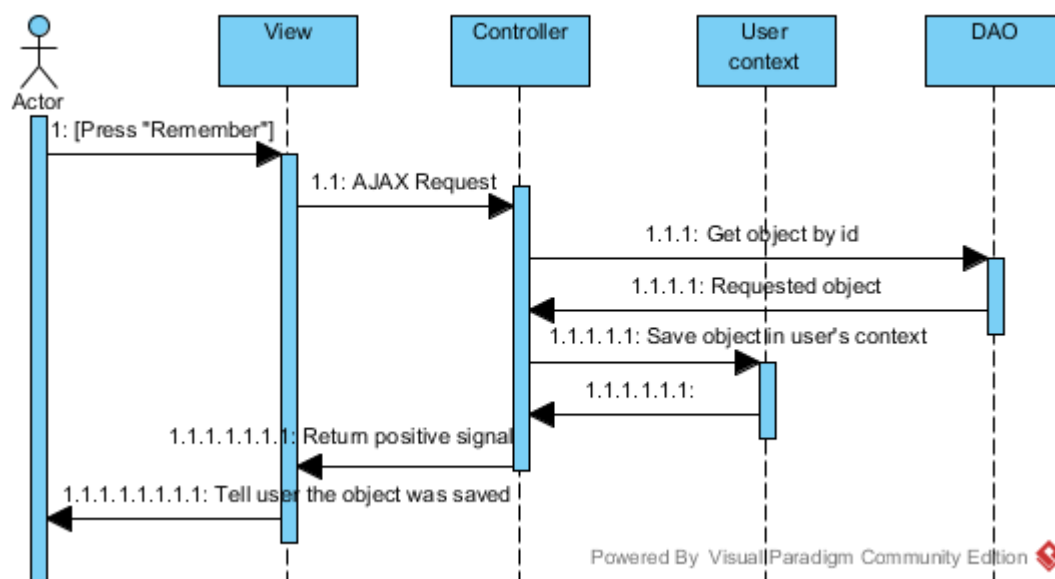 View
Controller
User
context
DAO
Actor
1: [Press "Remember"]
1.1: AJAX Request
1.1.1: Get object by id
1.1.1.1: Requested object
1.1.1.1.1: Save object in user's context
1.1.1.1.1.1:
1.1.1.1.1.1.1: Return positive signal
1.1.1.1.1.1.1.1: Tell user the object was saved
Powered By Visual Paradigm Community Edition